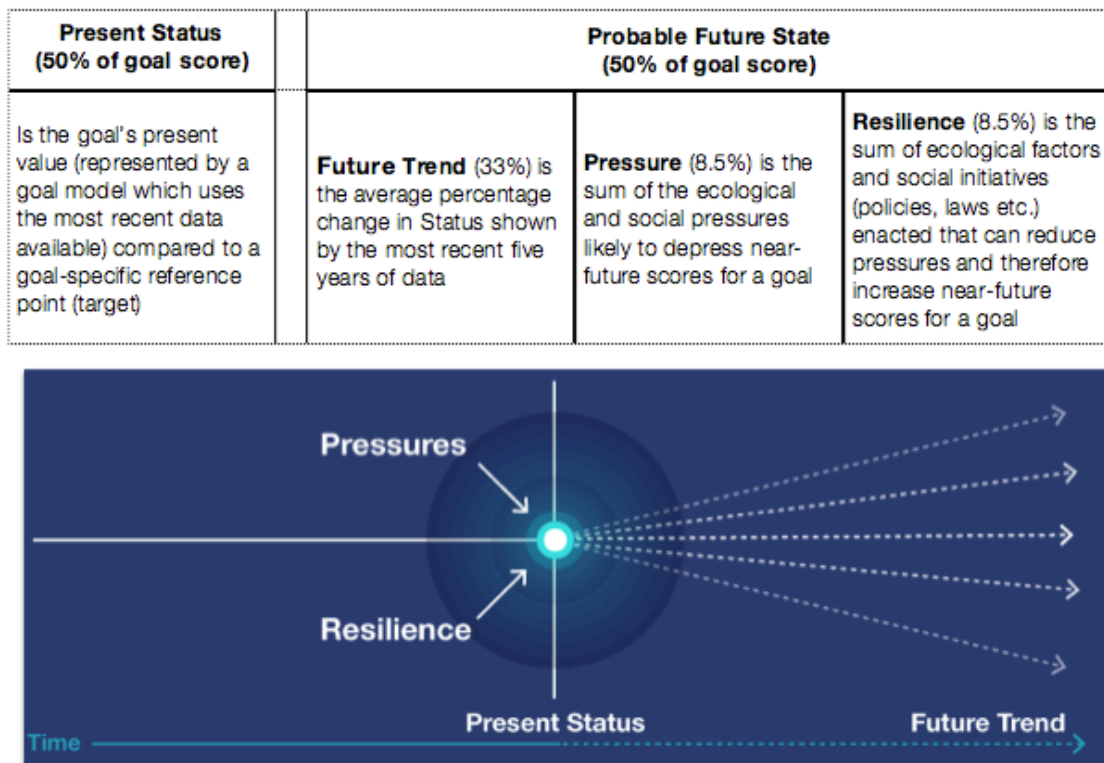 Present Status
(50% of goal score)
Probable Future State
(50% of goal score)
Is the goal's present
value (represented by a
goal model which uses
the most recent data
available) compared to a
goal-specific reference
point (target)
Future Trend (33%) is
the average percentage
change in Status shown
by the most recent five
years of data
Pressure (8.5%) is the
sum of the ecological
and social pressures
likely to depress near-
future scores for a goal
Resilience (8.5%) is the
sum of ecological factors
and social initiatives
(policies, laws etc.)
enacted that can reduce
pressures and therefore
increase near-future
scores for a goal
Pressures
Resilience
Present Status
Future Trend
Time